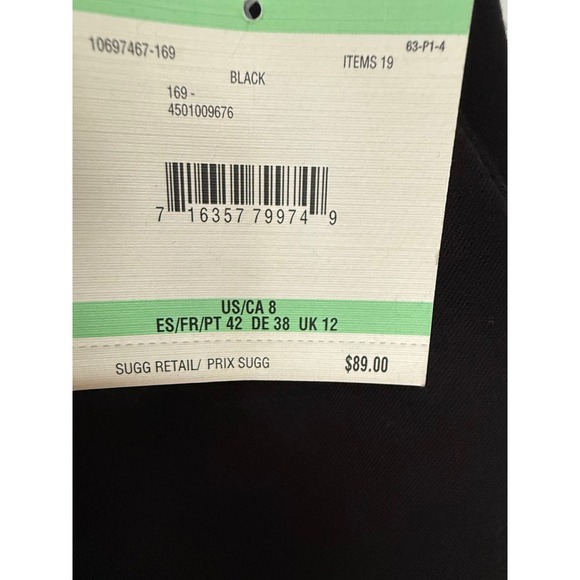 10697467-169
63-P1-4
ITEMS 19
BLACK
169 -
4501009676
7 16357 79974 9
US/CA 8
ES/FR/PT 42 DE 38 UK 12
SUGG RETAIL/ PRIX SUGG $89.00